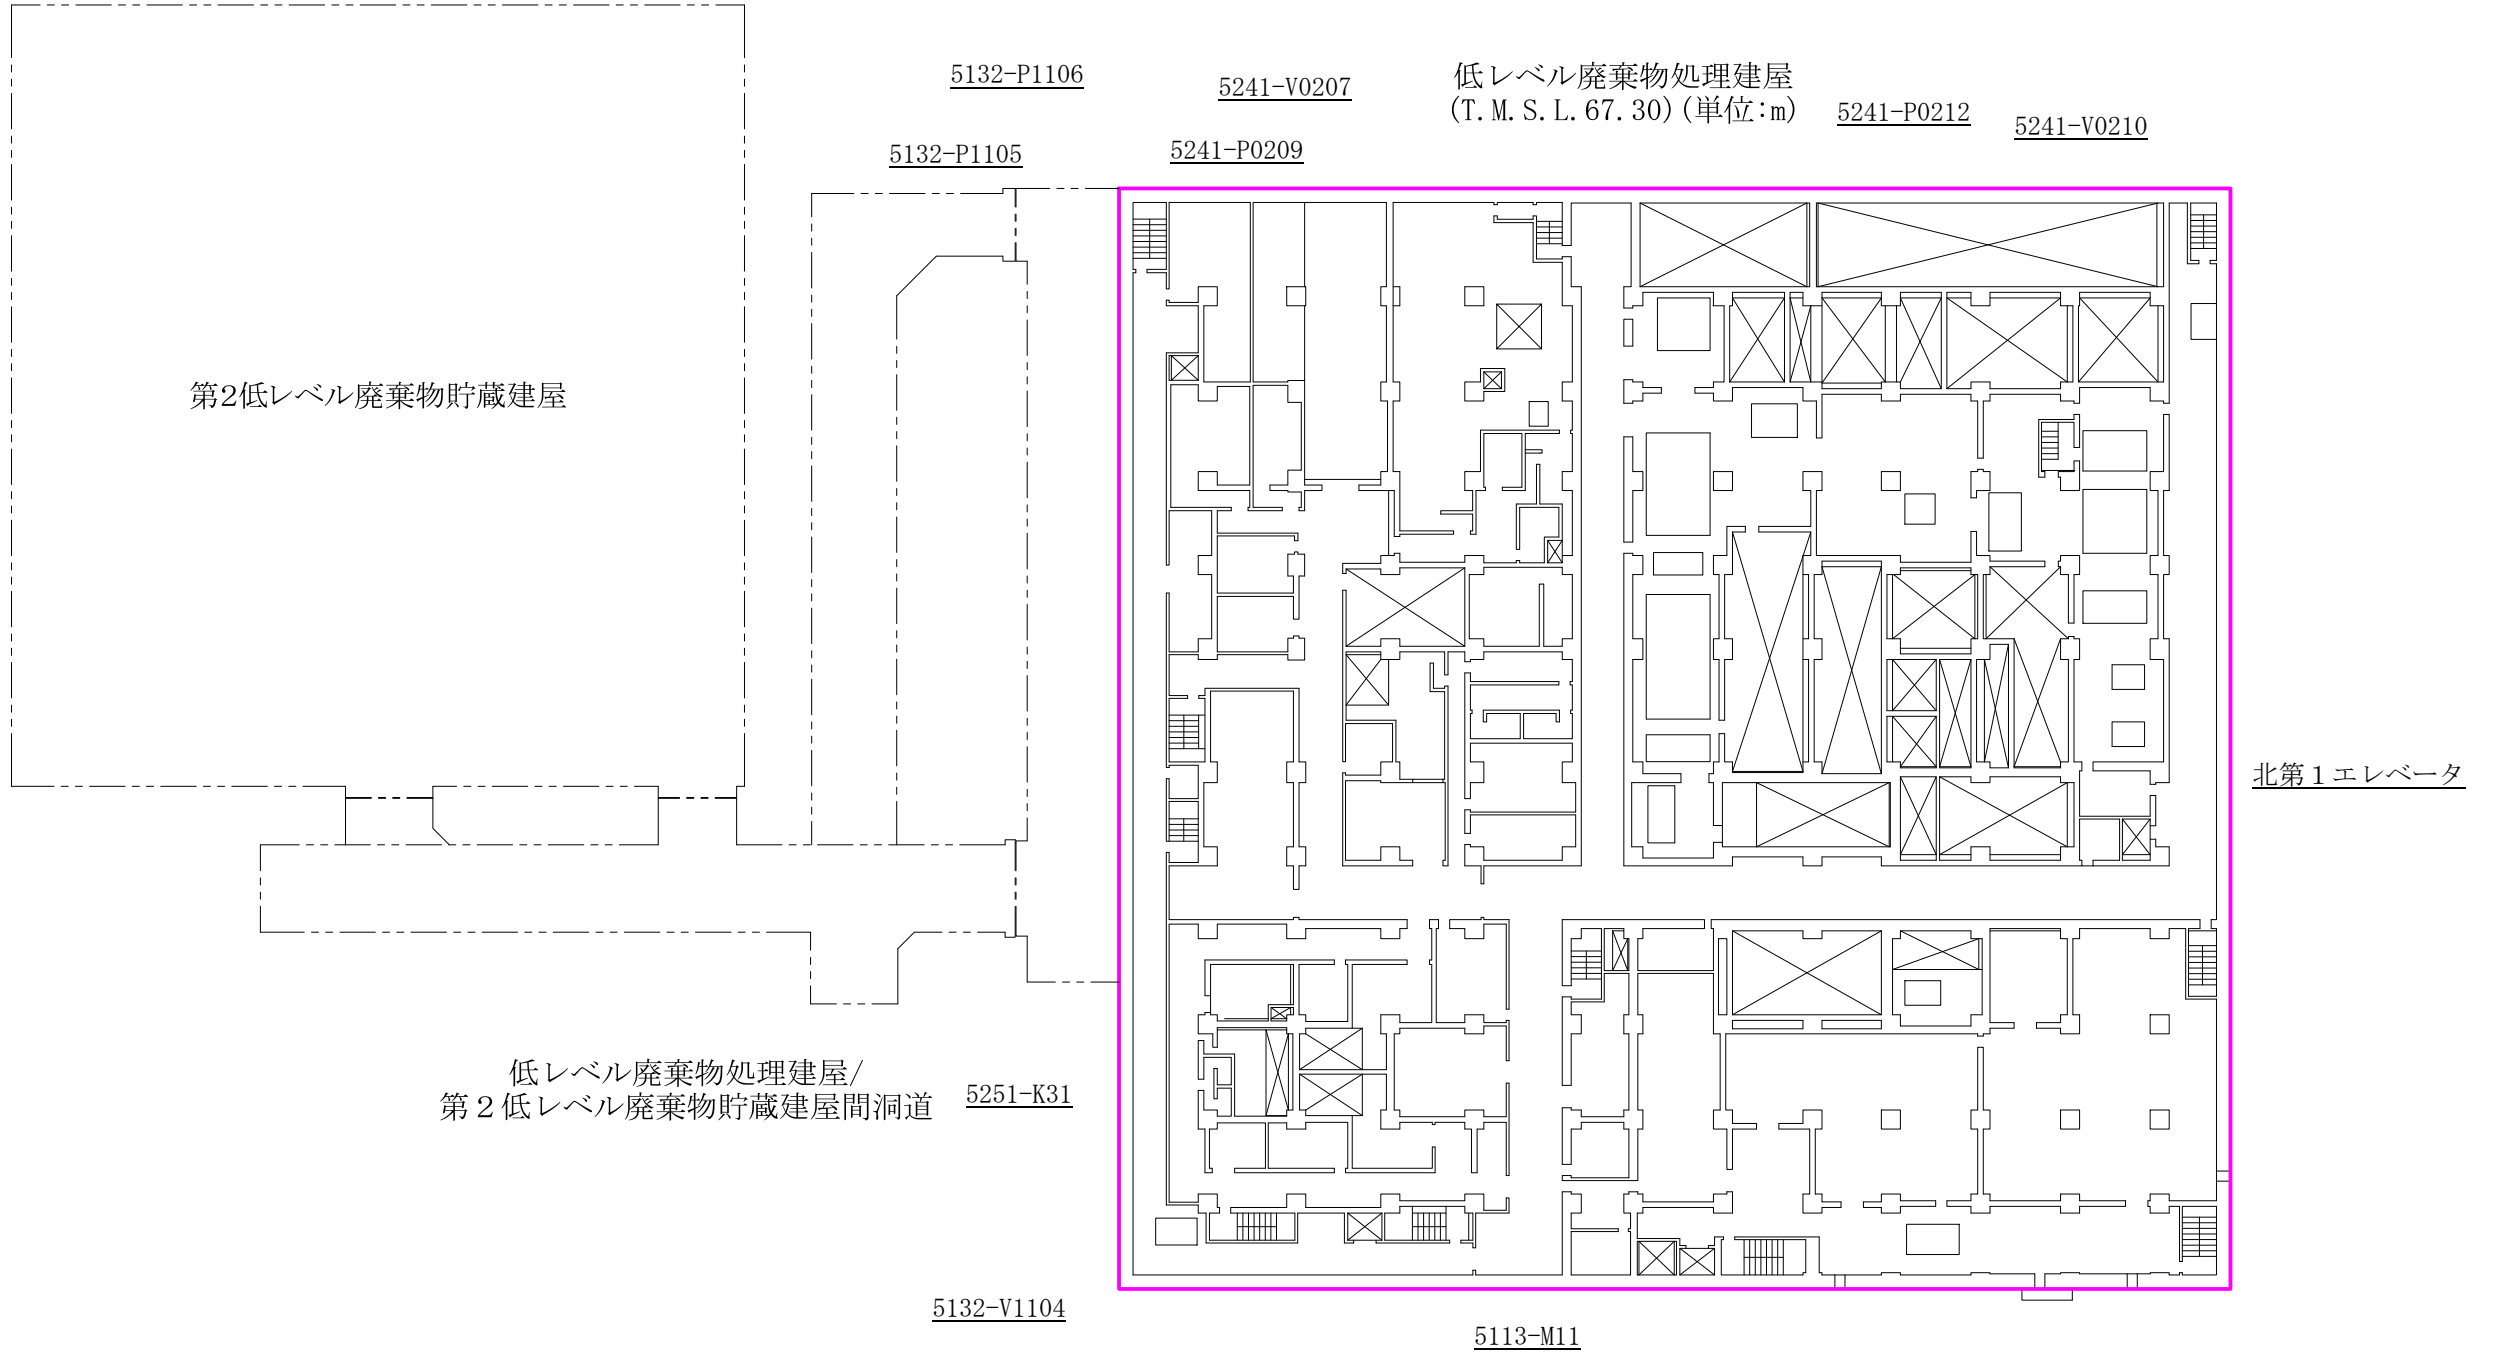 5132-P1106
5241-V0207
低レベル廃棄物処理建屋
(T.M.S.L.67.30)(単位:m)
5241-P0212
5241-V0210
5132-P1105
5241-P0209
第2低レベル廃棄物貯蔵建屋
北第１エレベータ
低レベル廃棄物処理建屋/
第２低レベル廃棄物貯蔵建屋間洞道
5251-K31
5132-V1104
5113-M11